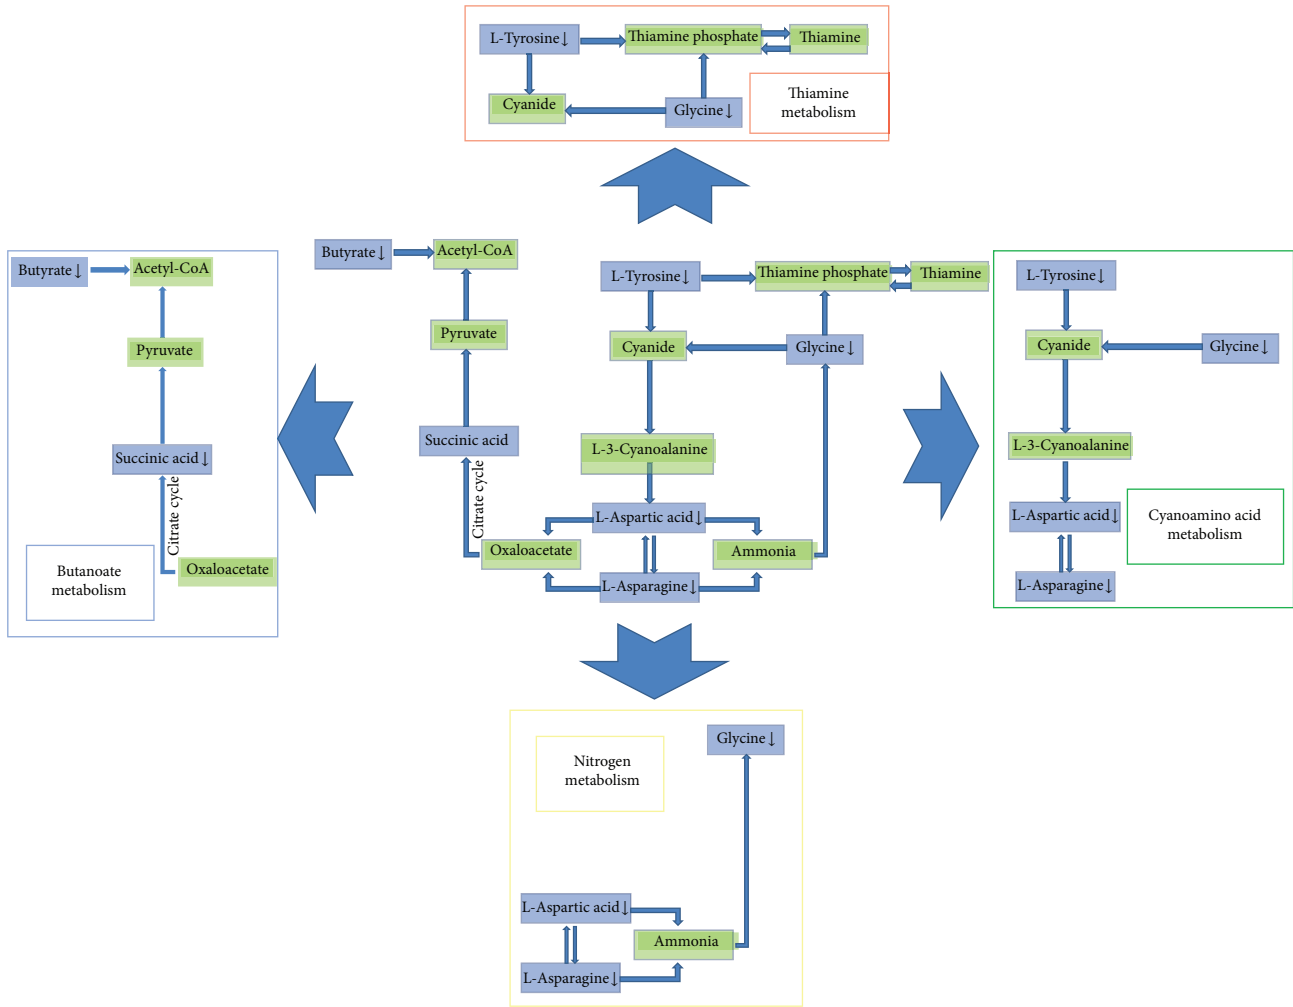 L-Tyrosine↓
Thiamine phosphate
Thiamine
Cyanide
Glycine↓
Thiamine
metabolism
Butyrate↓
Acetyl-CoA
Pyruvate
Succinic acid↓
Citrate cycle
Oxaloacetate
Butanoate
metabolism
Butyrate↓
Acetyl-CoA
Pyruvate
Succinic acid
Citrate cycle
Oxaloacetate
L-Tyrosine↓
Thiamine phosphate
Thiamine
Cyanide
Glycine↓
L-3-Cyanoalanine
L-Aspartic acid↓
Ammonia
L-Asparagine↓
L-Tyrosine↓
Cyanide
Glycine↓
L-3-Cyanoalanine
L-Aspartic acid↓
L-Asparagine↓
Cyanoamino acid
metabolism
Nitrogen
metabolism
Glycine↓
L-Aspartic acid↓
Ammonia
L-Asparagine↓